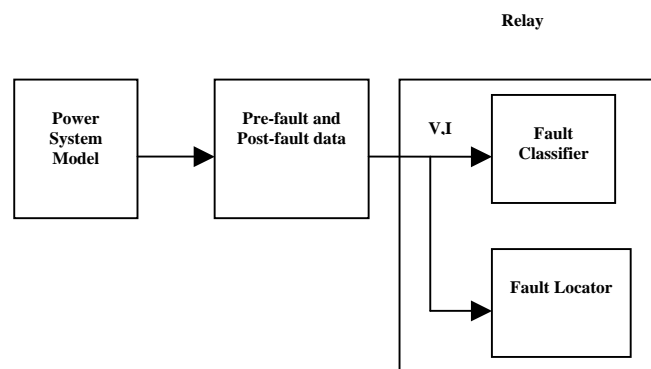 Relay
Power
System
Model
Pre-fault and
Post-fault data
V,I
Fault
Classifier
Fault Locator